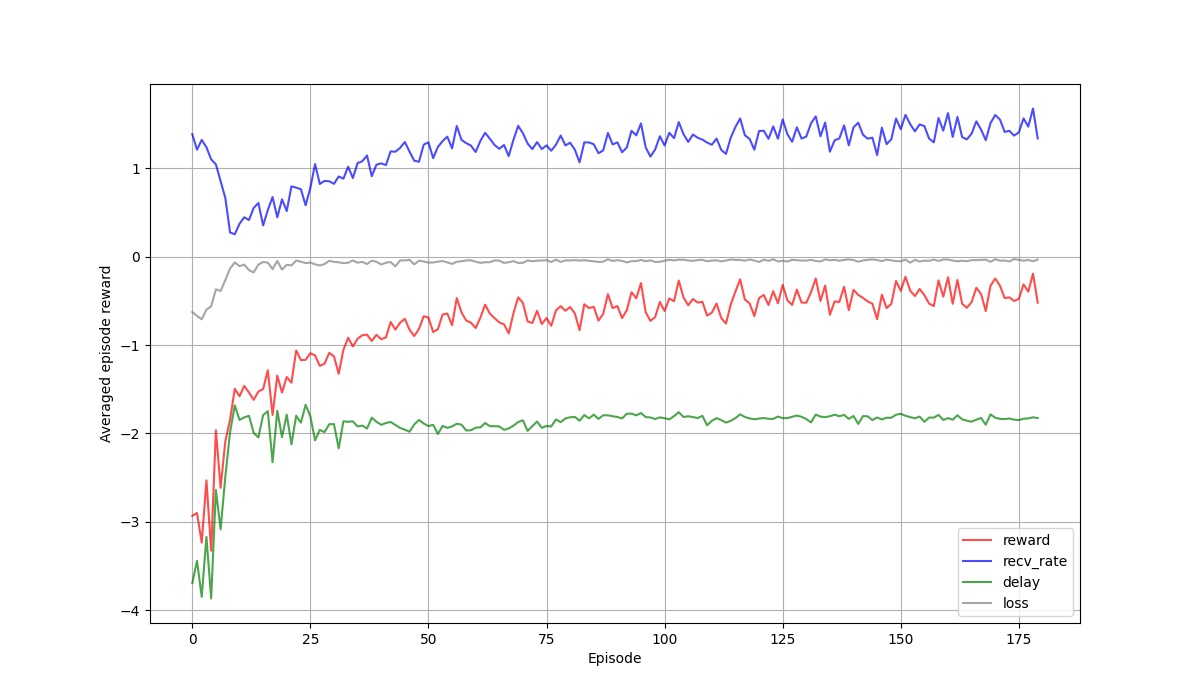 Averaged episode reward
1
0
−1
−2
−3
−4
0 25 50 75 100 125 150 175
Episode
reward
recv_rate
delay
loss